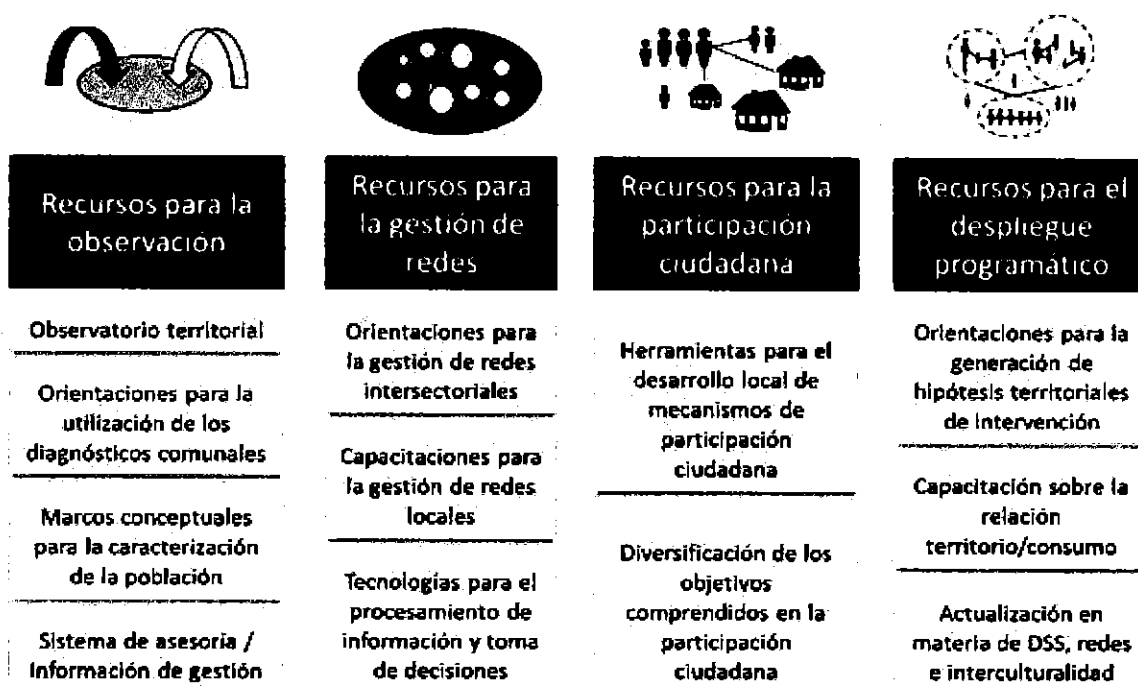 Recursos para la
observación
Observatorio territorial
Orientaciones para la
utilización de los
diagnósticos comunales
Marcos conceptuales
para la caracterización
de la población
Sistema de asesoría /
Información de gestión
Recursos para
la gestión de
redes
Orientaciones para
la gestión de redes
intersectoriales
Capacitaciones para
la gestión de redes
locales
Tecnologías para el
procesamiento de
información y toma
de decisiones
Recursos para la
participación
ciudadana
Herramientas para el
desarrollo local de
mecanismos de
participación
ciudadana
Diversificación de los
objetivos
comprendidos en la
participación
ciudadana
Recursos para el
despliegue
programático
Orientaciones para la
generación de
hipótesis territoriales
de intervención
Capacitación sobre la
relación
territorio/consumo
Actualización en
materia de DSS, redes
e interculturalidad